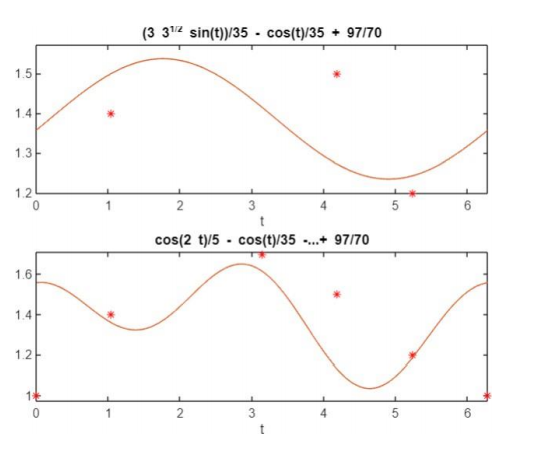 (3 3^1/2 sin(t))/35 - cos(t)/35 + 97/70
1.5
1.4
1.3
1.2
0 1 2 3 4 5 6
t
cos(2 t)/5 - cos(t)/35 -...+ 97/70
1.6
1.4
1.2
1
0 1 2 3 4 5 6
t